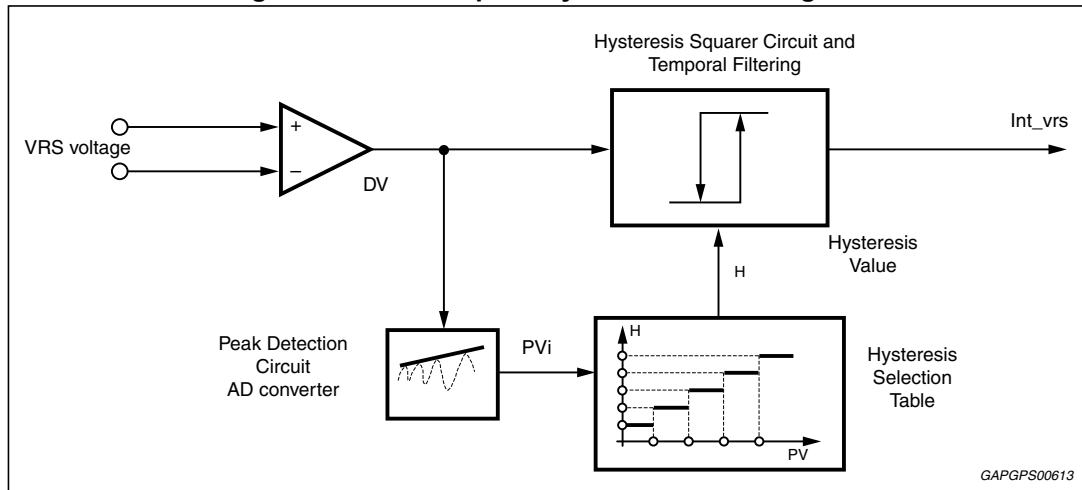 Hysteresis Squarer Circuit and
Temporal Filtering
VRS voltage
+
−
DV
Int_vrs
Hysteresis
Value
H
Peak Detection
Circuit
AD converter
PVi
H
PV
Hysteresis
Selection
Table
GAPGPS00613